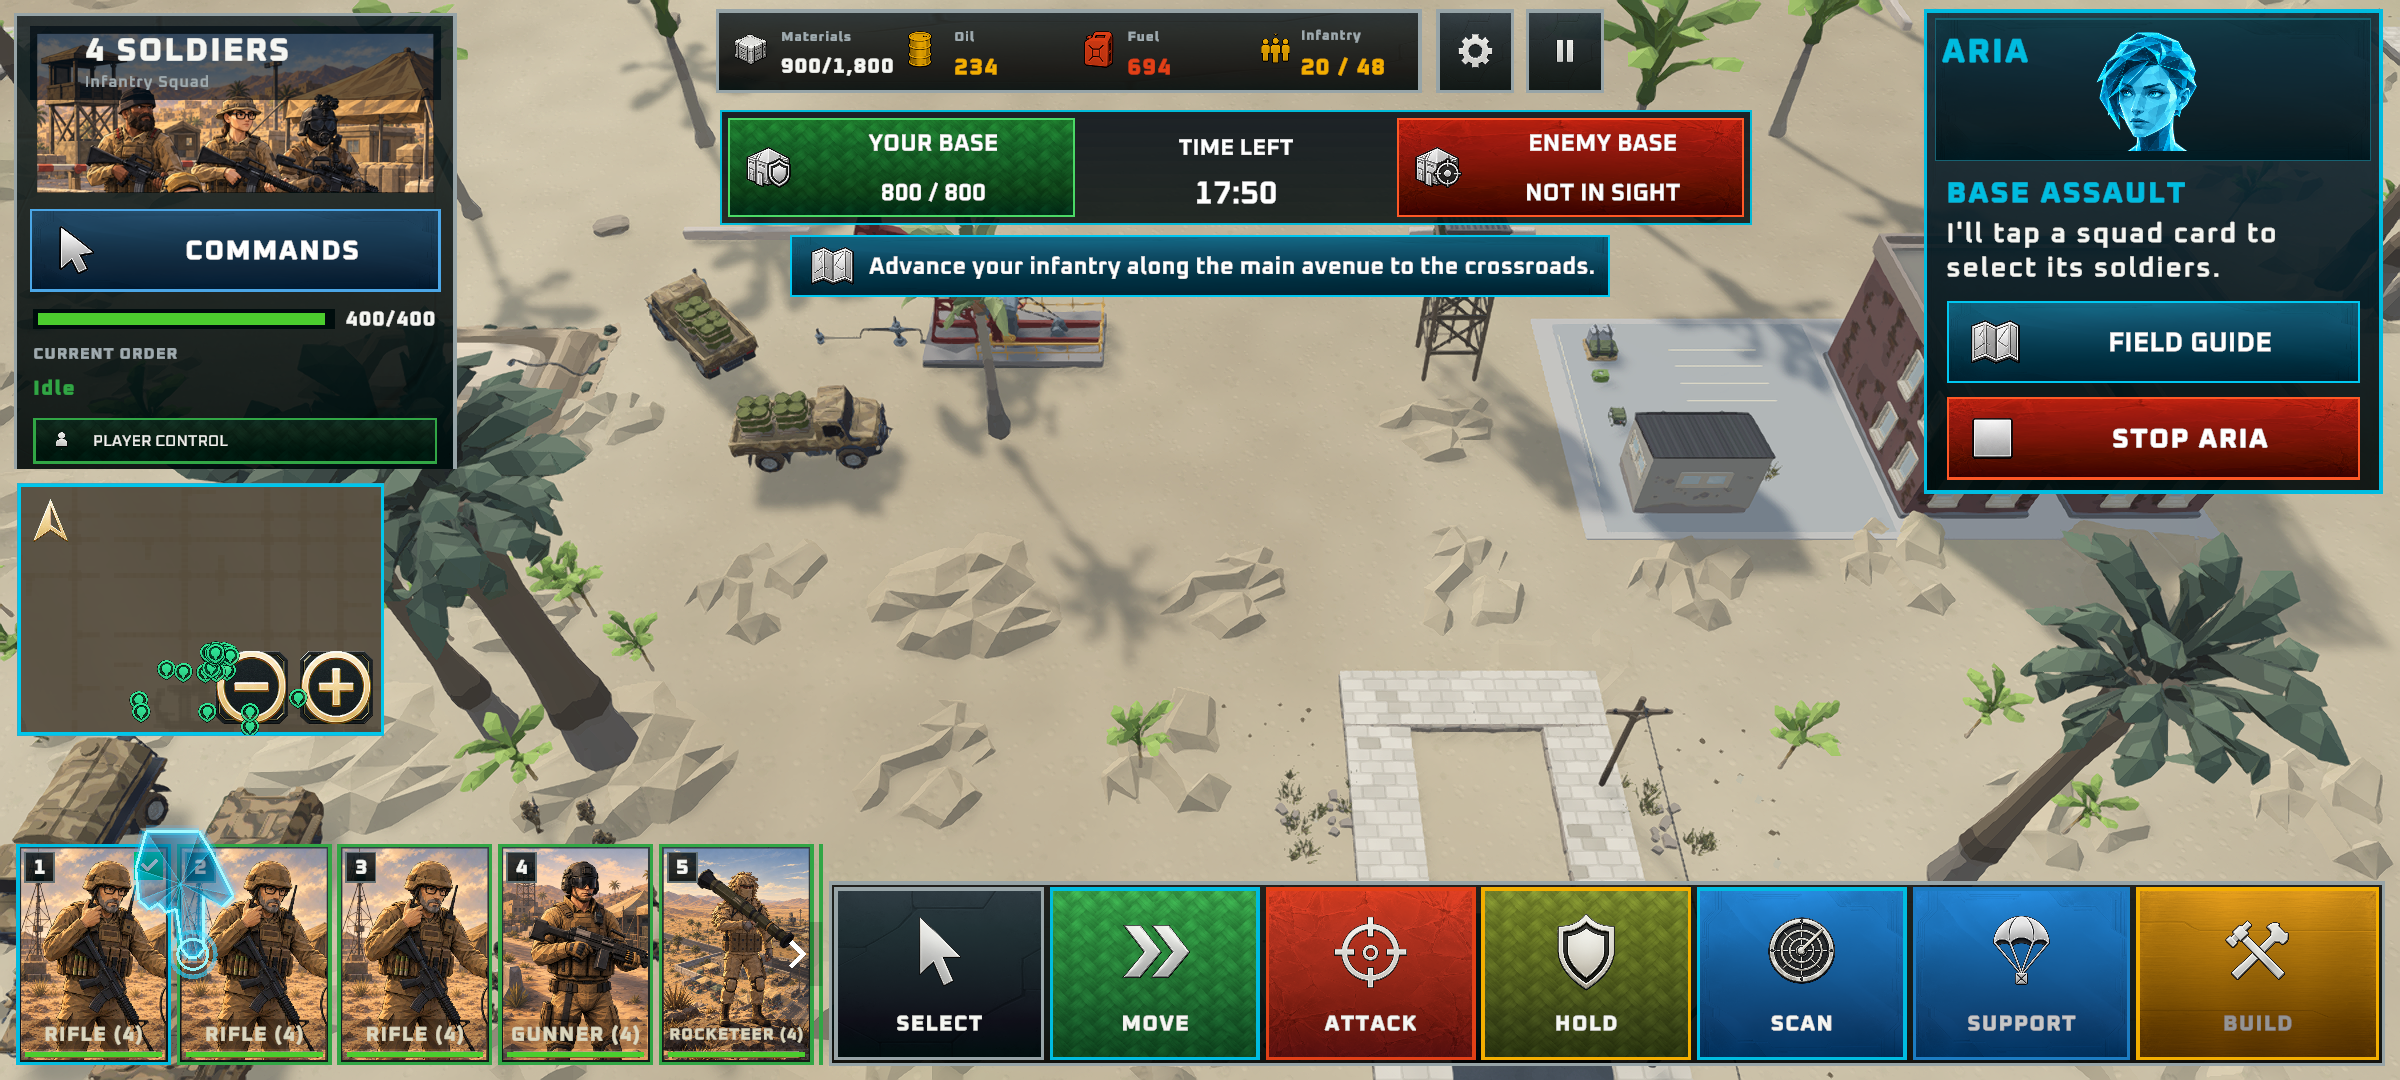 4 SOLDIERS
Infantry Squad
COMMANDS
400/400
CURRENT ORDER
Idle
PLAYER CONTROL
Materials
900/1,800
Oil
234
Fuel
694
Infantry
20 / 48
YOUR BASE
800 / 800
TIME LEFT
17:50
ENEMY BASE
NOT IN SIGHT
Advance your infantry along the main avenue to the crossroads.
ARIA
BASE ASSAULT
I'll tap a squad card to
select its soldiers.
FIELD GUIDE
STOP ARIA
1
RIFLE (4)
2
RIFLE (4)
3
RIFLE (4)
4
GUNNER (4)
5
ROCKETEER (4)
SELECT
MOVE
ATTACK
HOLD
SCAN
SUPPORT
BUILD